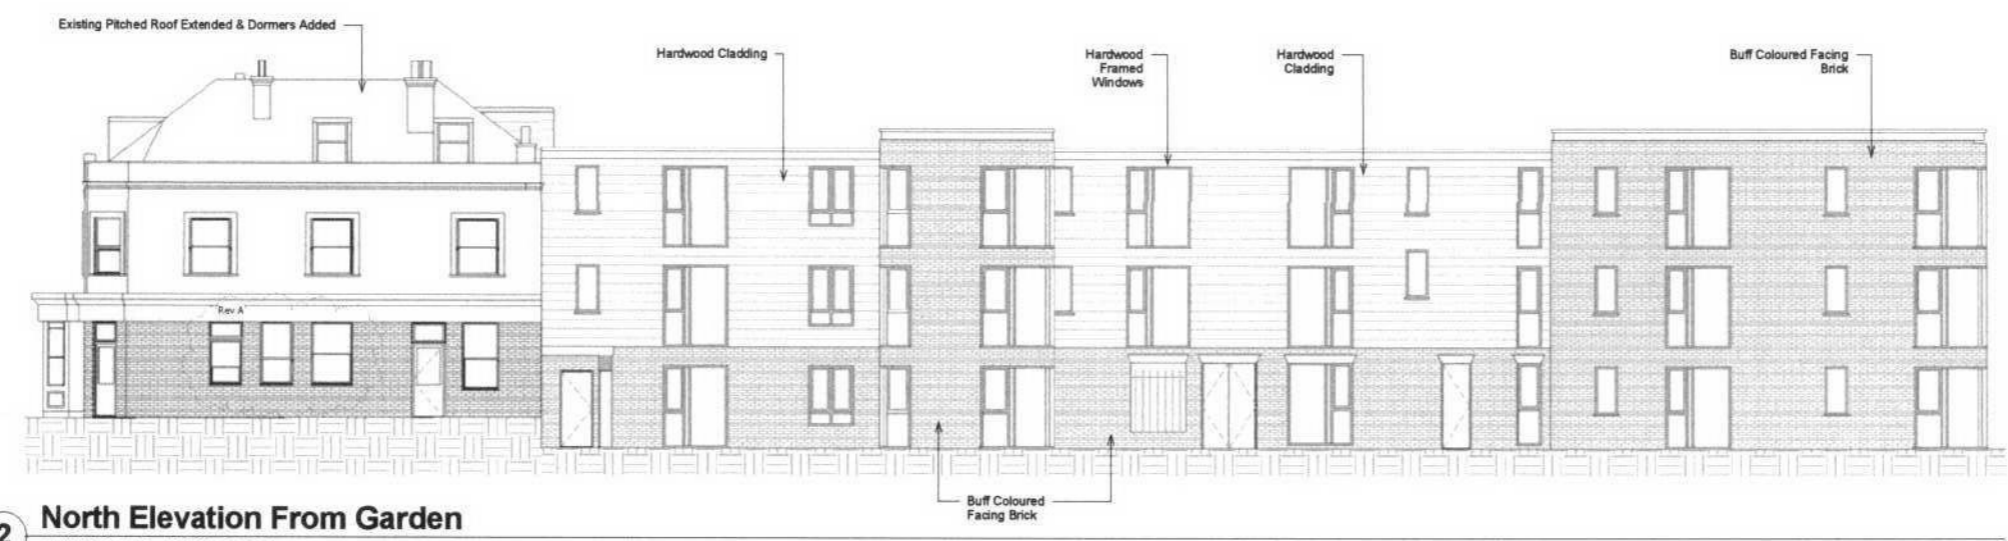 Existing Pitched Roof Extended & Dormers Added
Hardwood Cladding
Hardwood
Framed
Windows
Hardwood
Cladding
Buff Coloured Facing
Brick
Rev A
Buff Coloured
Facing Brick
2
North Elevation From Garden